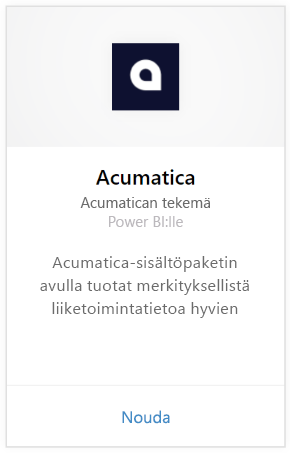 Acumatica
Acumatican tekemä
Power BI:lle
Acumatica-sisältöpaketin
avulla tuotat merkityksellistä
liiketoimintatietoa hyvien
Nouda